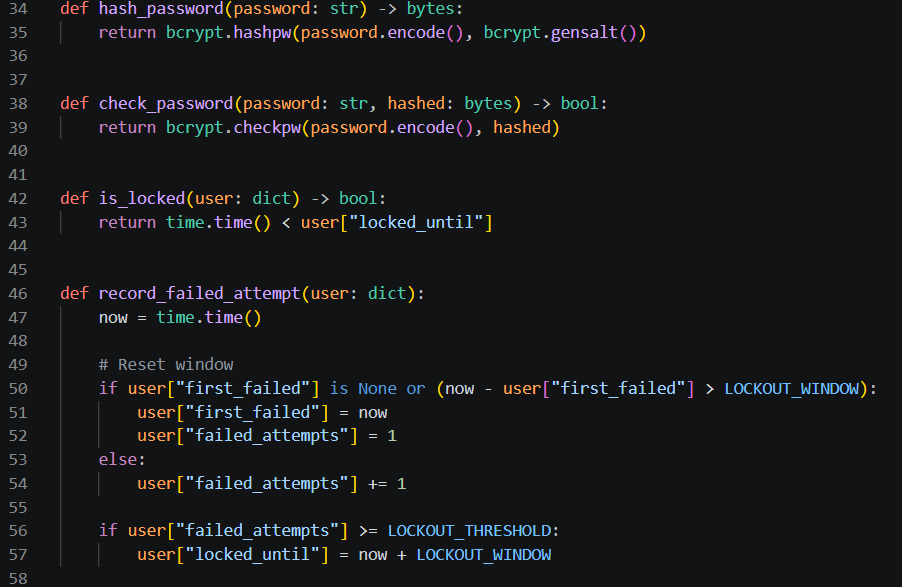 34 def hash_password(password: str) -> bytes:
35     return bcrypt.hashpw(password.encode(), bcrypt.gensalt())
36
37
38 def check_password(password: str, hashed: bytes) -> bool:
39     return bcrypt.checkpw(password.encode(), hashed)
40
41
42 def is_locked(user: dict) -> bool:
43     return time.time() < user["locked_until"]
44
45
46 def record_failed_attempt(user: dict):
47     now = time.time()
48
49     # Reset window
50     if user["first_failed"] is None or (now - user["first_failed"] > LOCKOUT_WINDOW):
51         user["first_failed"] = now
52         user["failed_attempts"] = 1
53     else:
54         user["failed_attempts"] += 1
55
56     if user["failed_attempts"] >= LOCKOUT_THRESHOLD:
57         user["locked_until"] = now + LOCKOUT_WINDOW
58